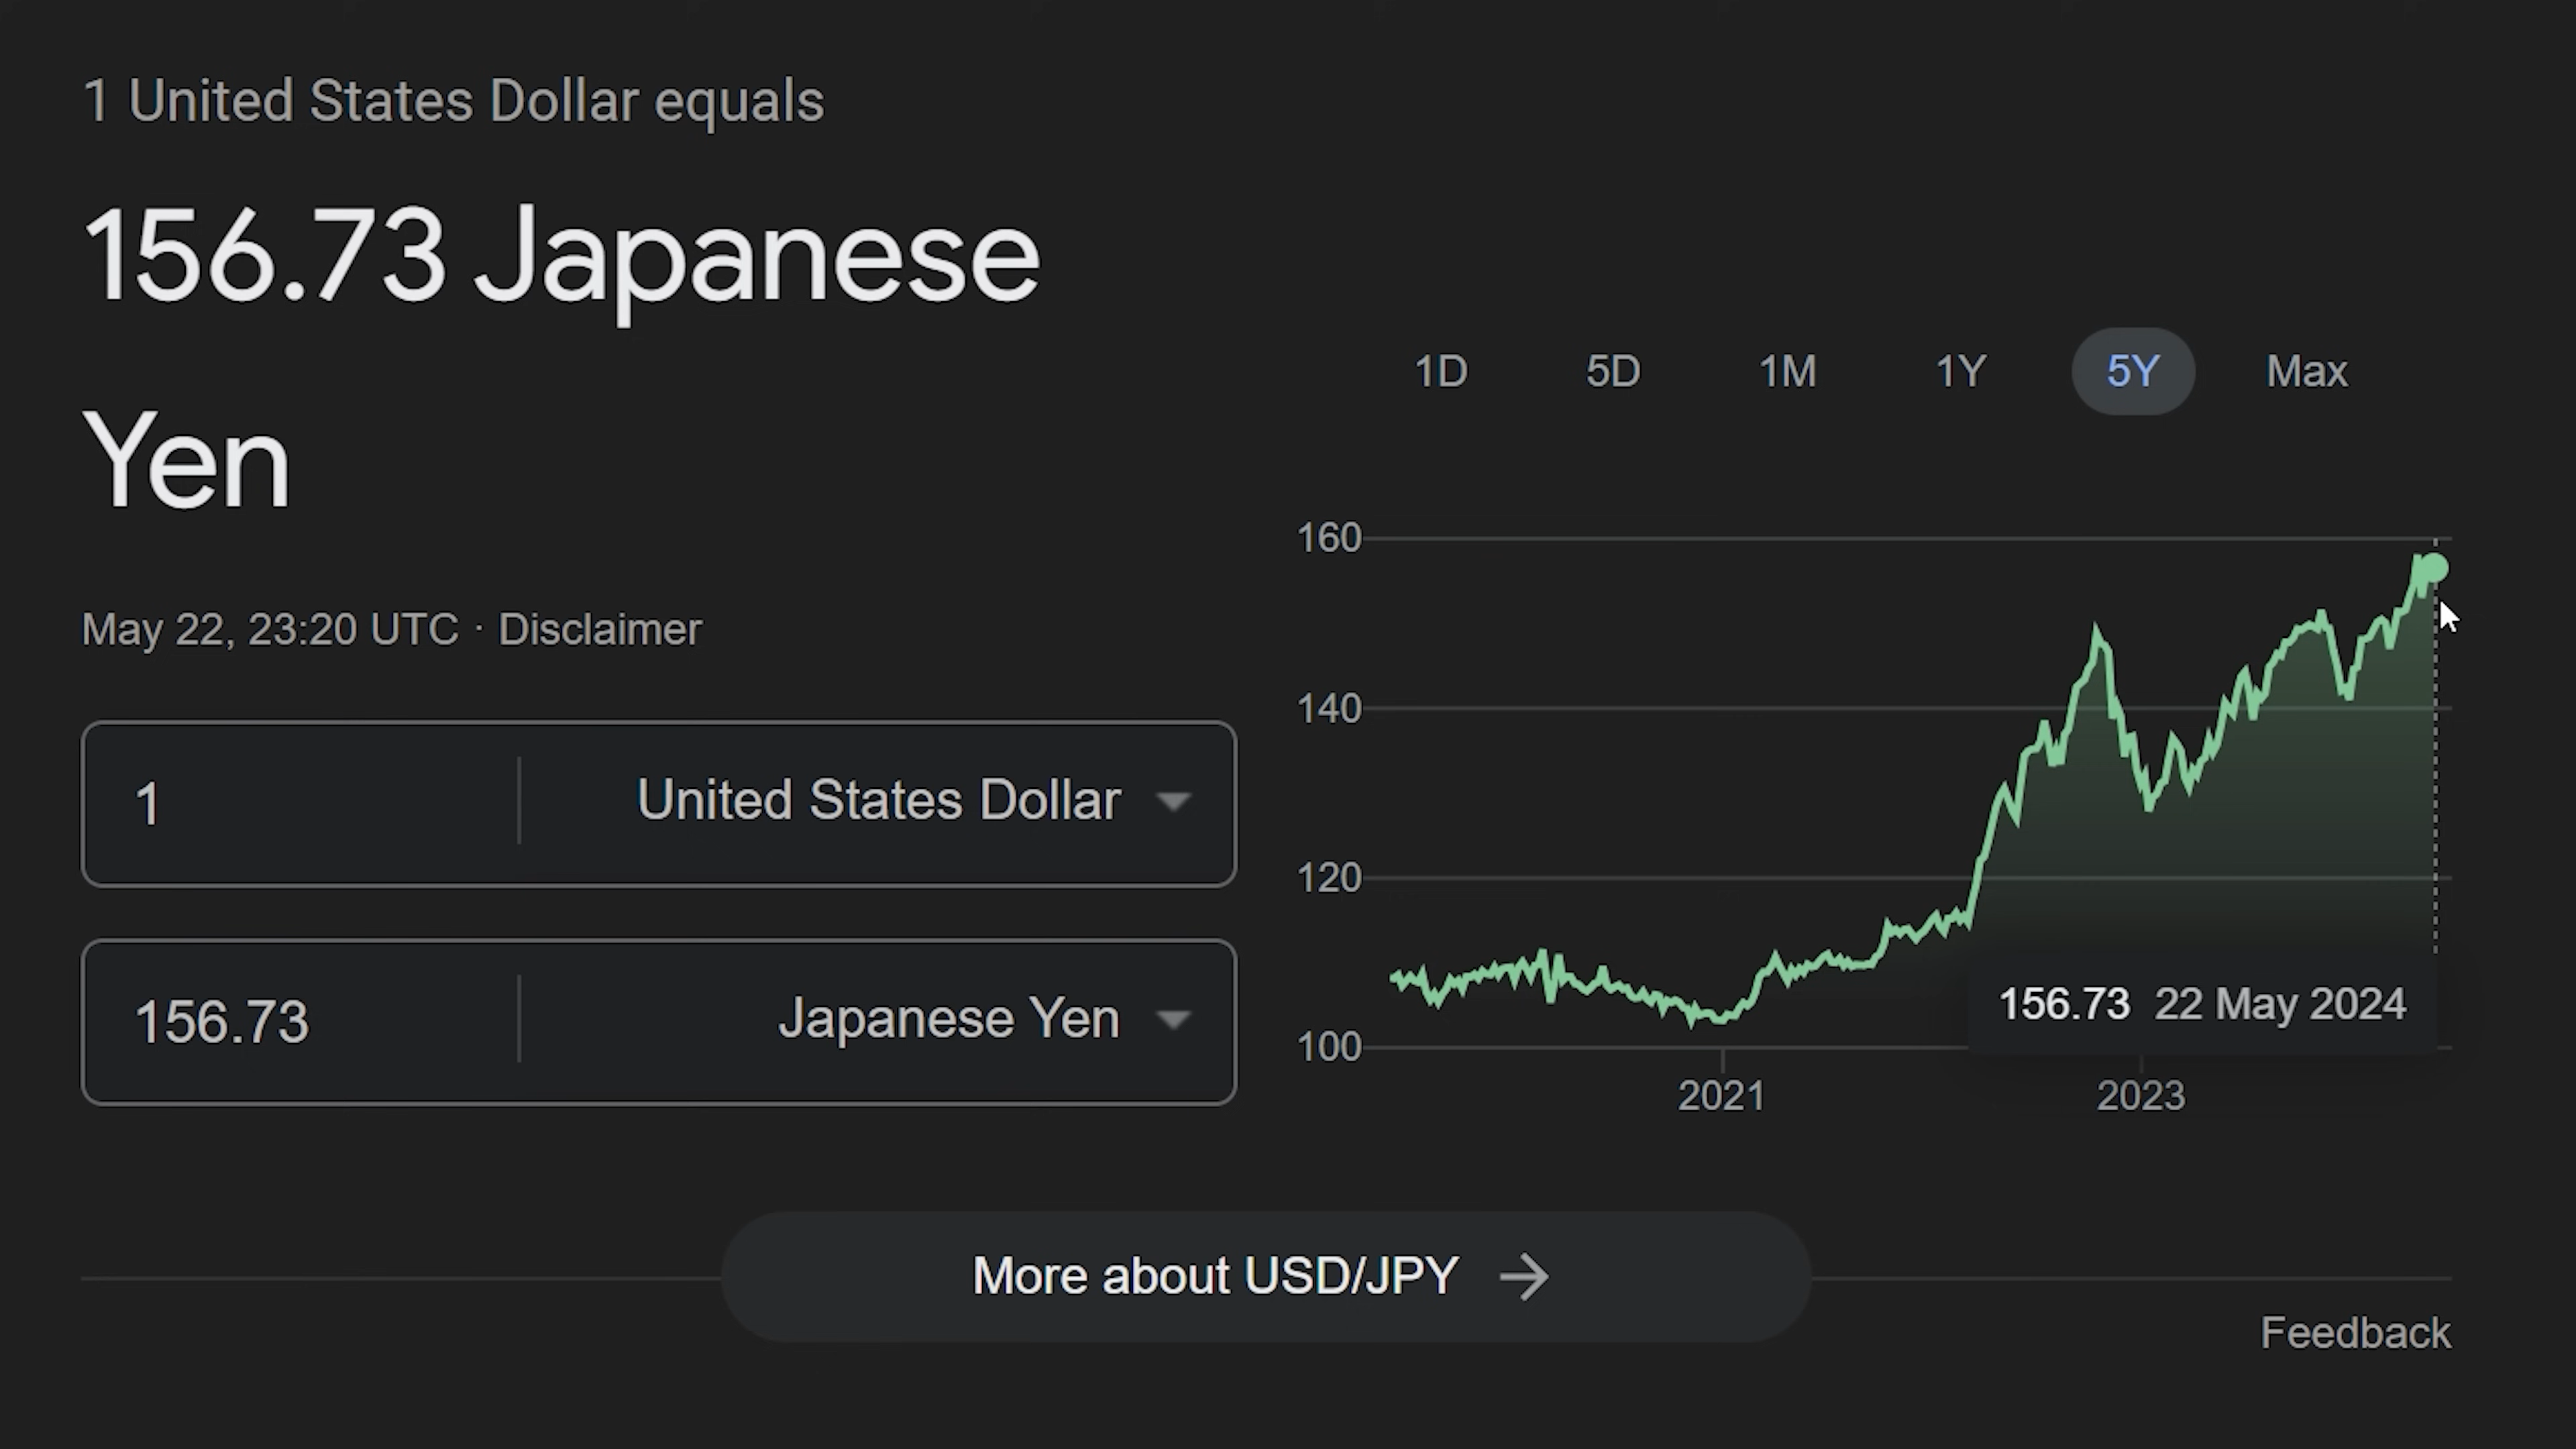 1 United States Dollar equals
156.73 Japanese
Yen
May 22, 23:20 UTC · Disclaimer
1 United States Dollar
156.73 Japanese Yen
1D 5D 1M 1Y 5Y Max
160
140
120
100
156.73 22 May 2024
2021 2023
More about USD/JPY
Feedback